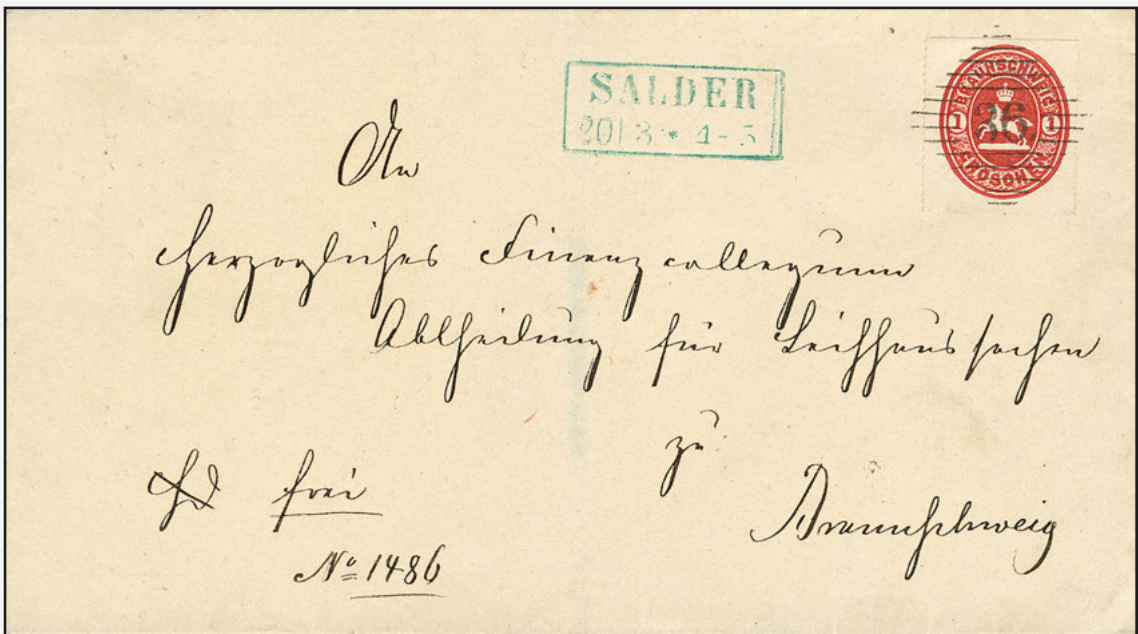 SALDER
20 | 3 * 4-5
BRAUNSCHWEIG
1 1
GROSCHEN
36
An
Herzogliches Finanzcollegium
Abtheilung für Leihhaussachen
zu
Braunschweig
frei
No 1486